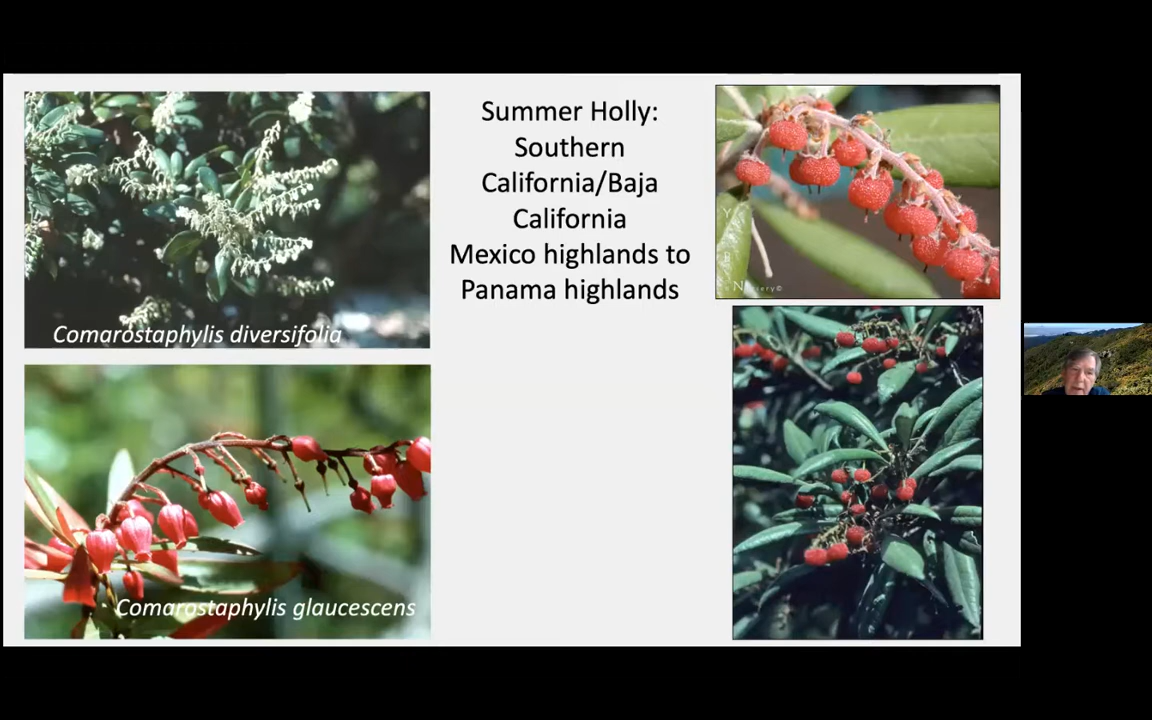 Summer Holly:
Southern
California/Baja
California
Mexico highlands to
Panama highlands
Comarostaphylis diversifolia
Comarostaphylis glaucescens